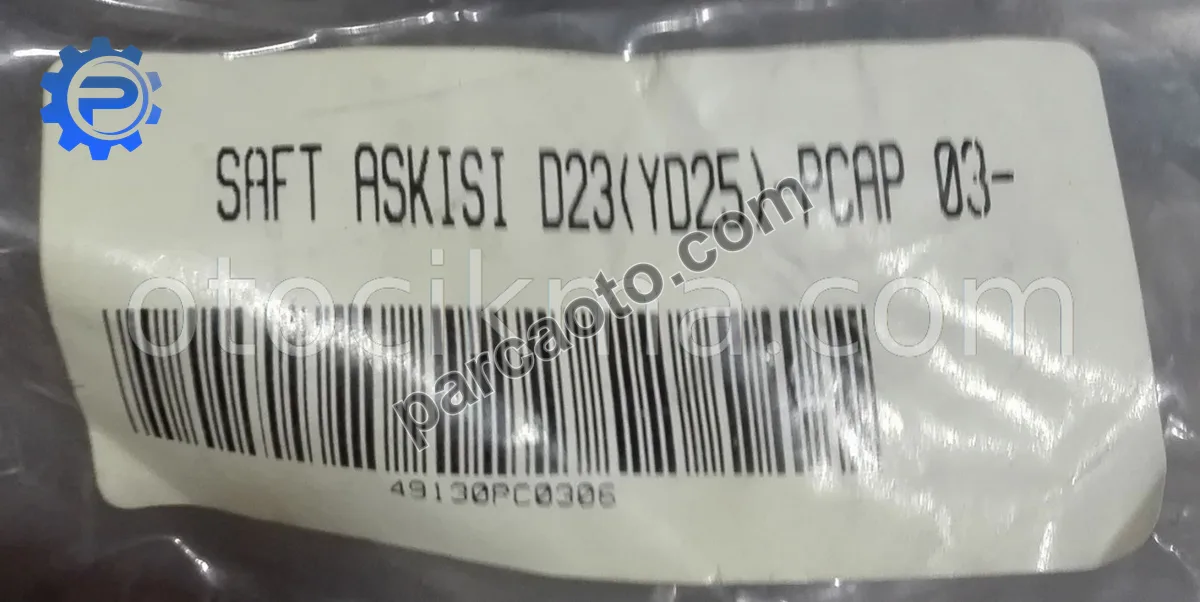 SAFT ASKISI D23(YD25) PCAP 03-
otocikma.com
parcaoto.com
49130PC0306